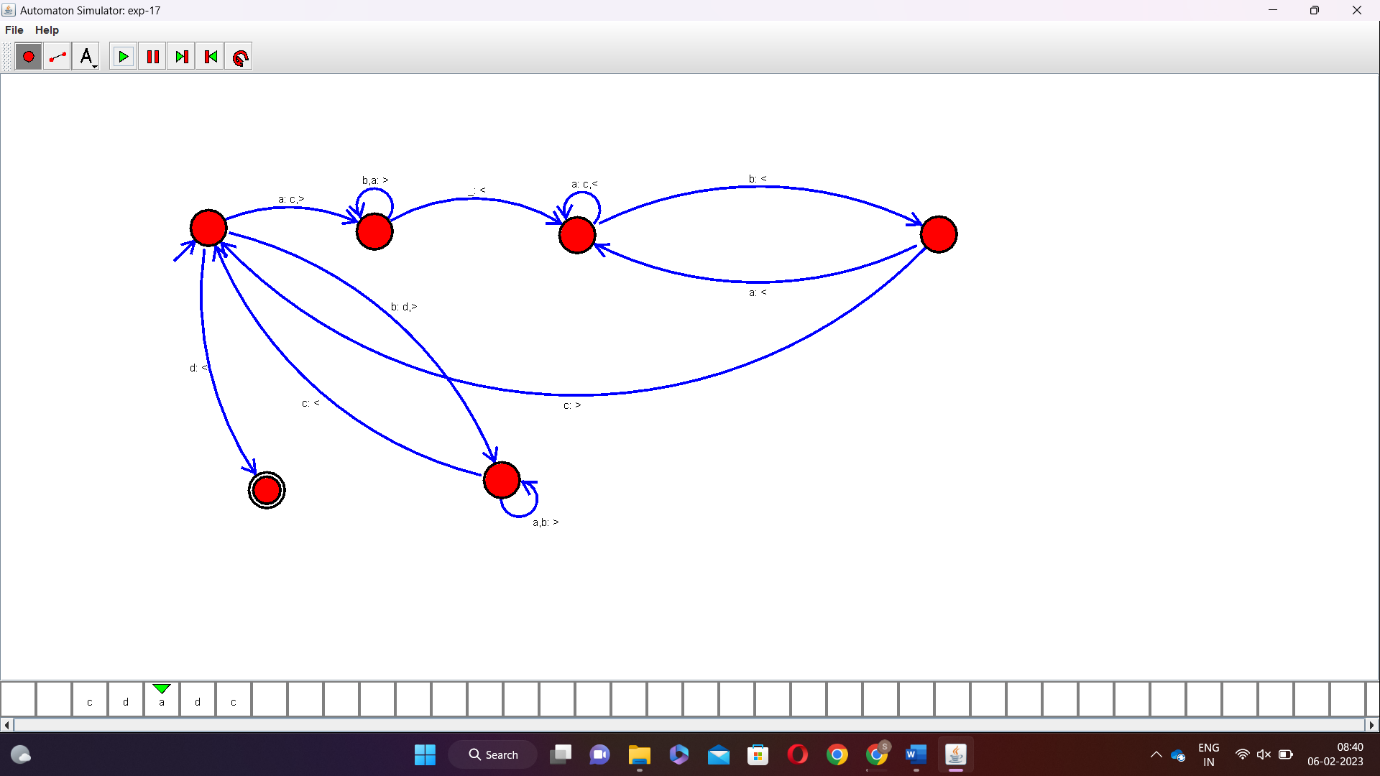 Automaton Simulator: exp-17
File Help
A
b,a: >
_: <
a: c,<
b: <
a: c,>
a: <
b: d,>
d: <
c: <
c: >
a,b: >
c d a d c
Search
S
ENG
IN
08:40
06-02-2023